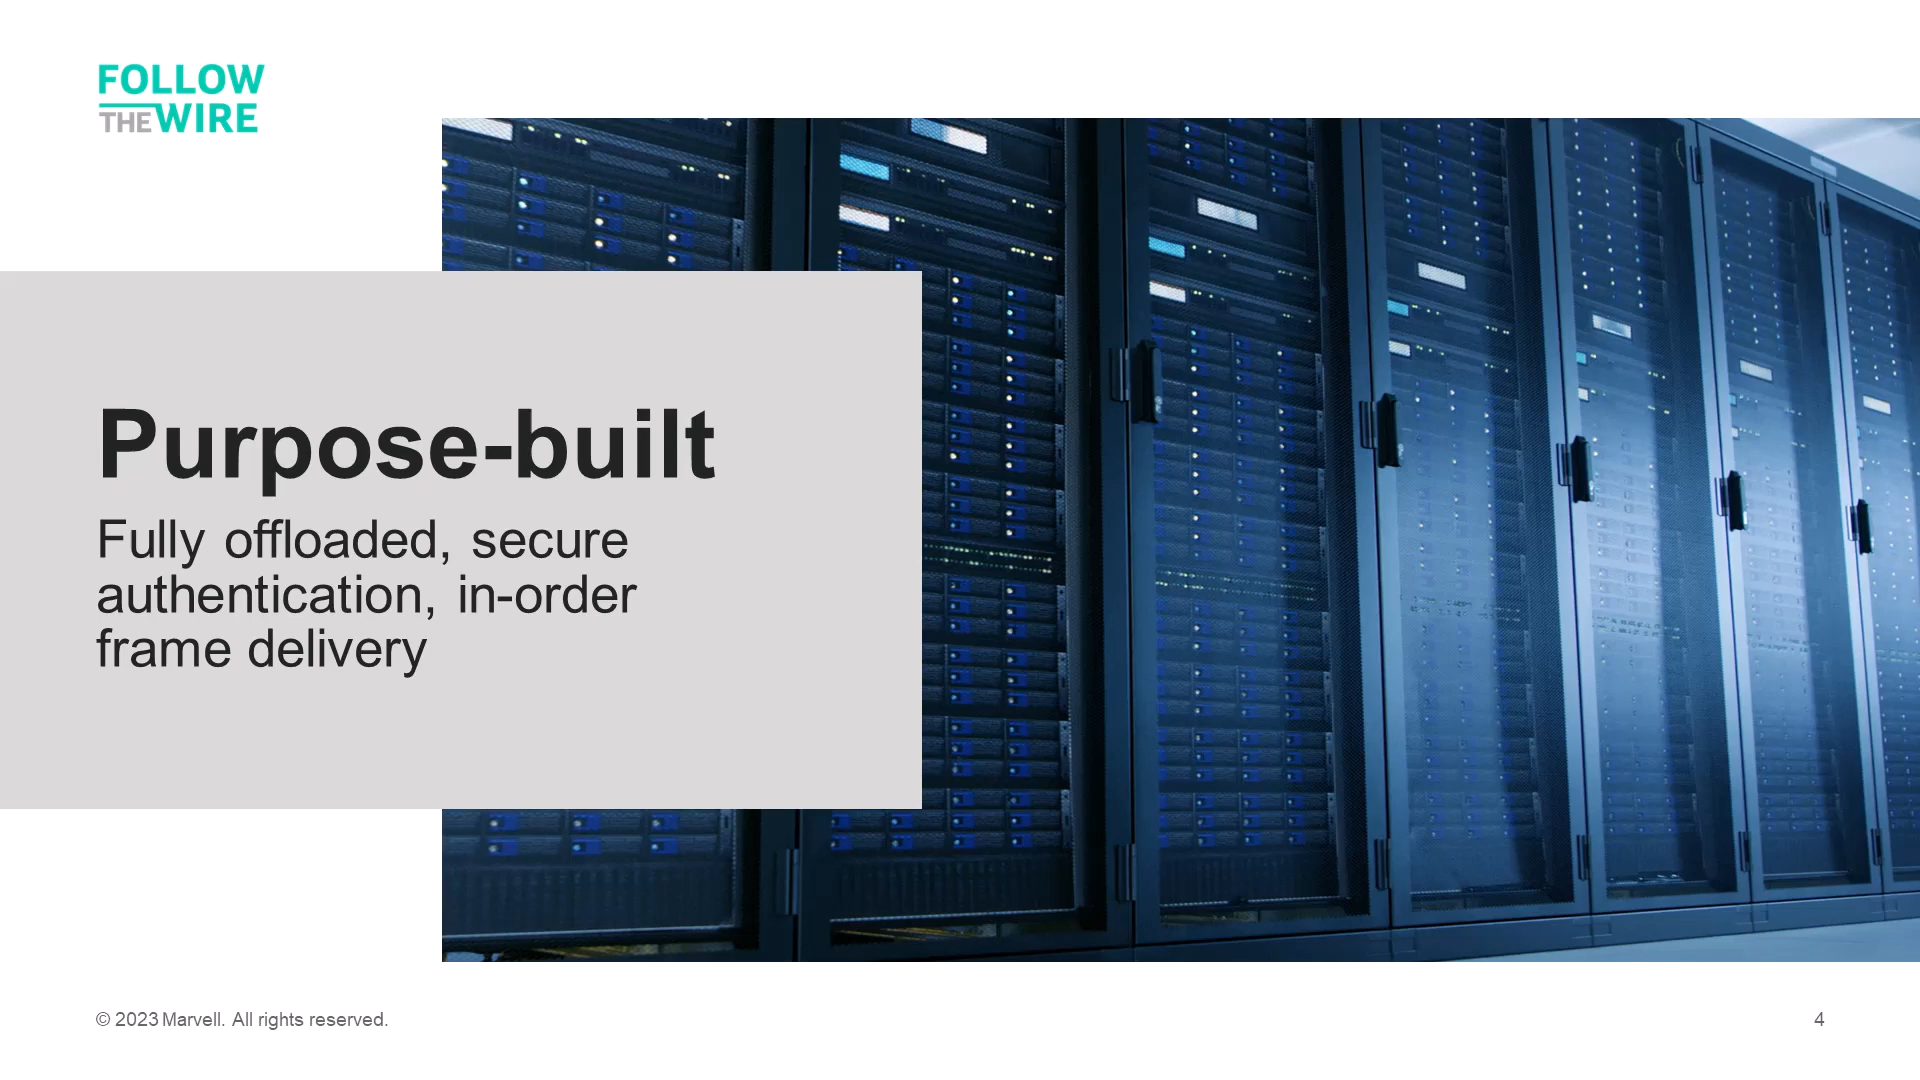 FOLLOW
THE WIRE
Purpose-built
Fully offloaded, secure
authentication, in-order
frame delivery
© 2023 Marvell. All rights reserved.
4